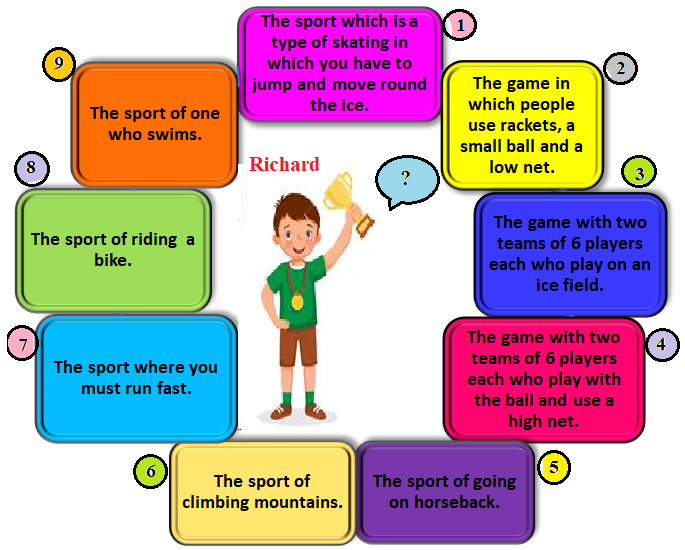 1
The sport which is a
type of skating in
which you have to
jump and move round
the ice.
2
The game in
which people
use rackets, a
small ball and a
low net.
3
The game with two
teams of 6 players
each who play on an
ice field.
4
The game with two
teams of 6 players
each who play with
the ball and use a
high net.
5
The sport of going
on horseback.
6
The sport of
climbing mountains.
7
The sport where you
must run fast.
8
The sport of riding a
bike.
9
The sport of one
who swims.
Richard
?